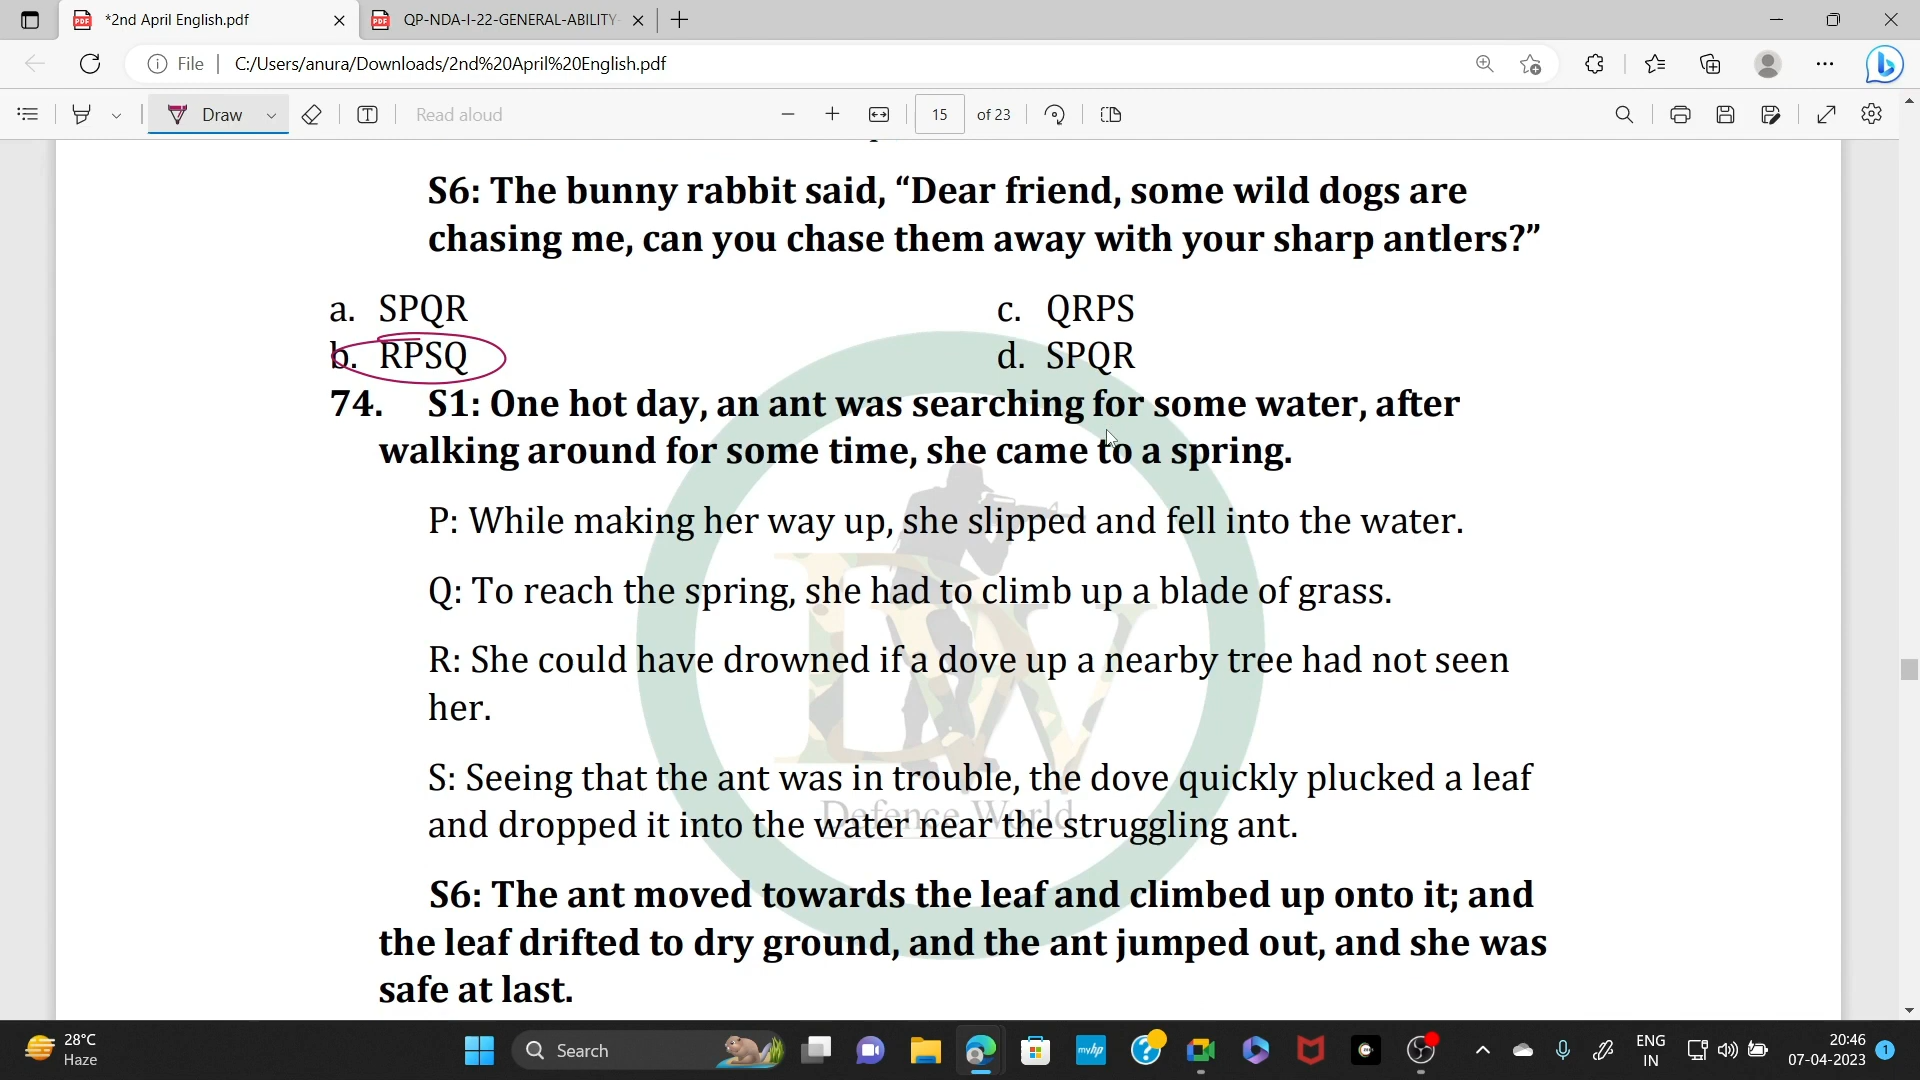 *2nd April English.pdf
QP-NDA-I-22-GENERAL-ABILITY-
File
C:/Users/anura/Downloads/2nd%20April%20English.pdf
Draw
Read aloud
15
of 23
S6: The bunny rabbit said, “Dear friend, some wild dogs are
chasing me, can you chase them away with your sharp antlers?”
a. SPQR
c. QRPS
b. RPSQ
d. SPQR
74. S1: One hot day, an ant was searching for some water, after
walking around for some time, she came to a spring.
P: While making her way up, she slipped and fell into the water.
Q: To reach the spring, she had to climb up a blade of grass.
R: She could have drowned if a dove up a nearby tree had not seen
her.
S: Seeing that the ant was in trouble, the dove quickly plucked a leaf
and dropped it into the water near the struggling ant.
DW
Defence World
S6: The ant moved towards the leaf and climbed up onto it; and
the leaf drifted to dry ground, and the ant jumped out, and she was
safe at last.
28°C
Haze
Search
myhp
ENG
IN
20:46
07-04-2023
1